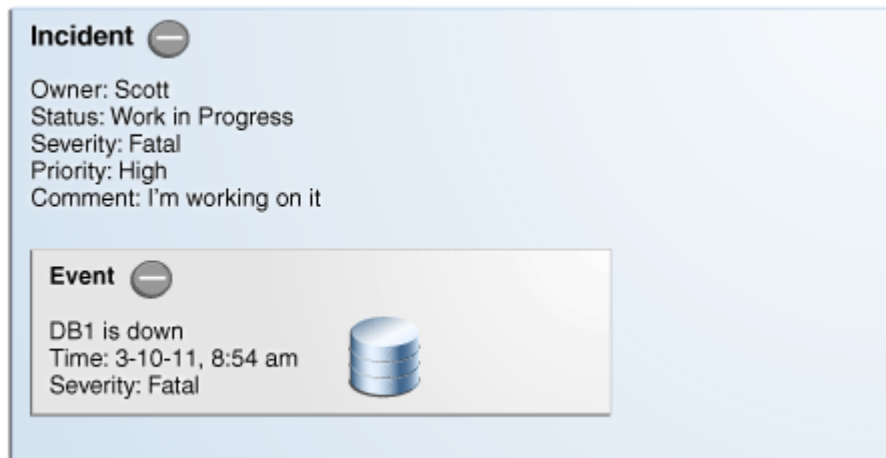 Incident
Owner: Scott
Status: Work in Progress
Severity: Fatal
Priority: High
Comment: I'm working on it
Event
DB1 is down
Time: 3-10-11, 8:54 am
Severity: Fatal